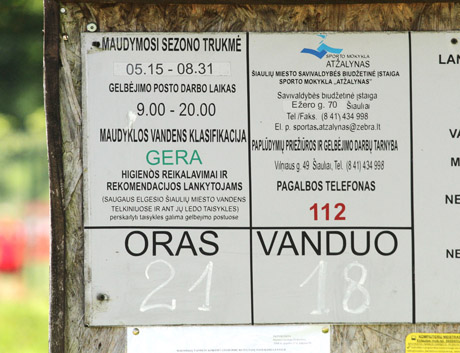 MAUDYMOSI SEZONO TRUKMĖ
05.15 - 08.31
GELBĖJIMO POSTO DARBO LAIKAS
9.00 - 20.00
MAUDYKLOS VANDENS KLASIFIKACIJA
GERA
HIGIENOS REIKALAVIMAI IR
REKOMENDACIJOS LANKYTOJAMS
(SAUGAUS ELGESIO ŠIAULIŲ MIESTO VANDENS
TELKINIUOSE IR ANT JŲ LEDO TAISYKLES)
perskaityti taisykles galima gelbėjimo postuose
SPORTO MOKYKLA
ATŽALYNAS
ŠIAULIŲ MIESTO SAVIVALDYBĖS BIUDŽETINĖ ĮSTAIGA
SPORTO MOKYKLA „ATŽALYNAS"
Savivaldybės biudžetinė įstaiga
Ežero g. 70 Šiauliai
Tel /Faks. (8 41) 434 998
El. p. sportas.atzalynas@zebra.lt
PAPLŪDYMIŲ PRIEŽIŪROS IR GELBĖJIMO DARBŲ TARNYBA
Vilniaus g. 49 Šiauliai, Tel. (8 41) 434 998
PAGALBOS TELEFONAS
112
ORAS
21
VANDUO
18